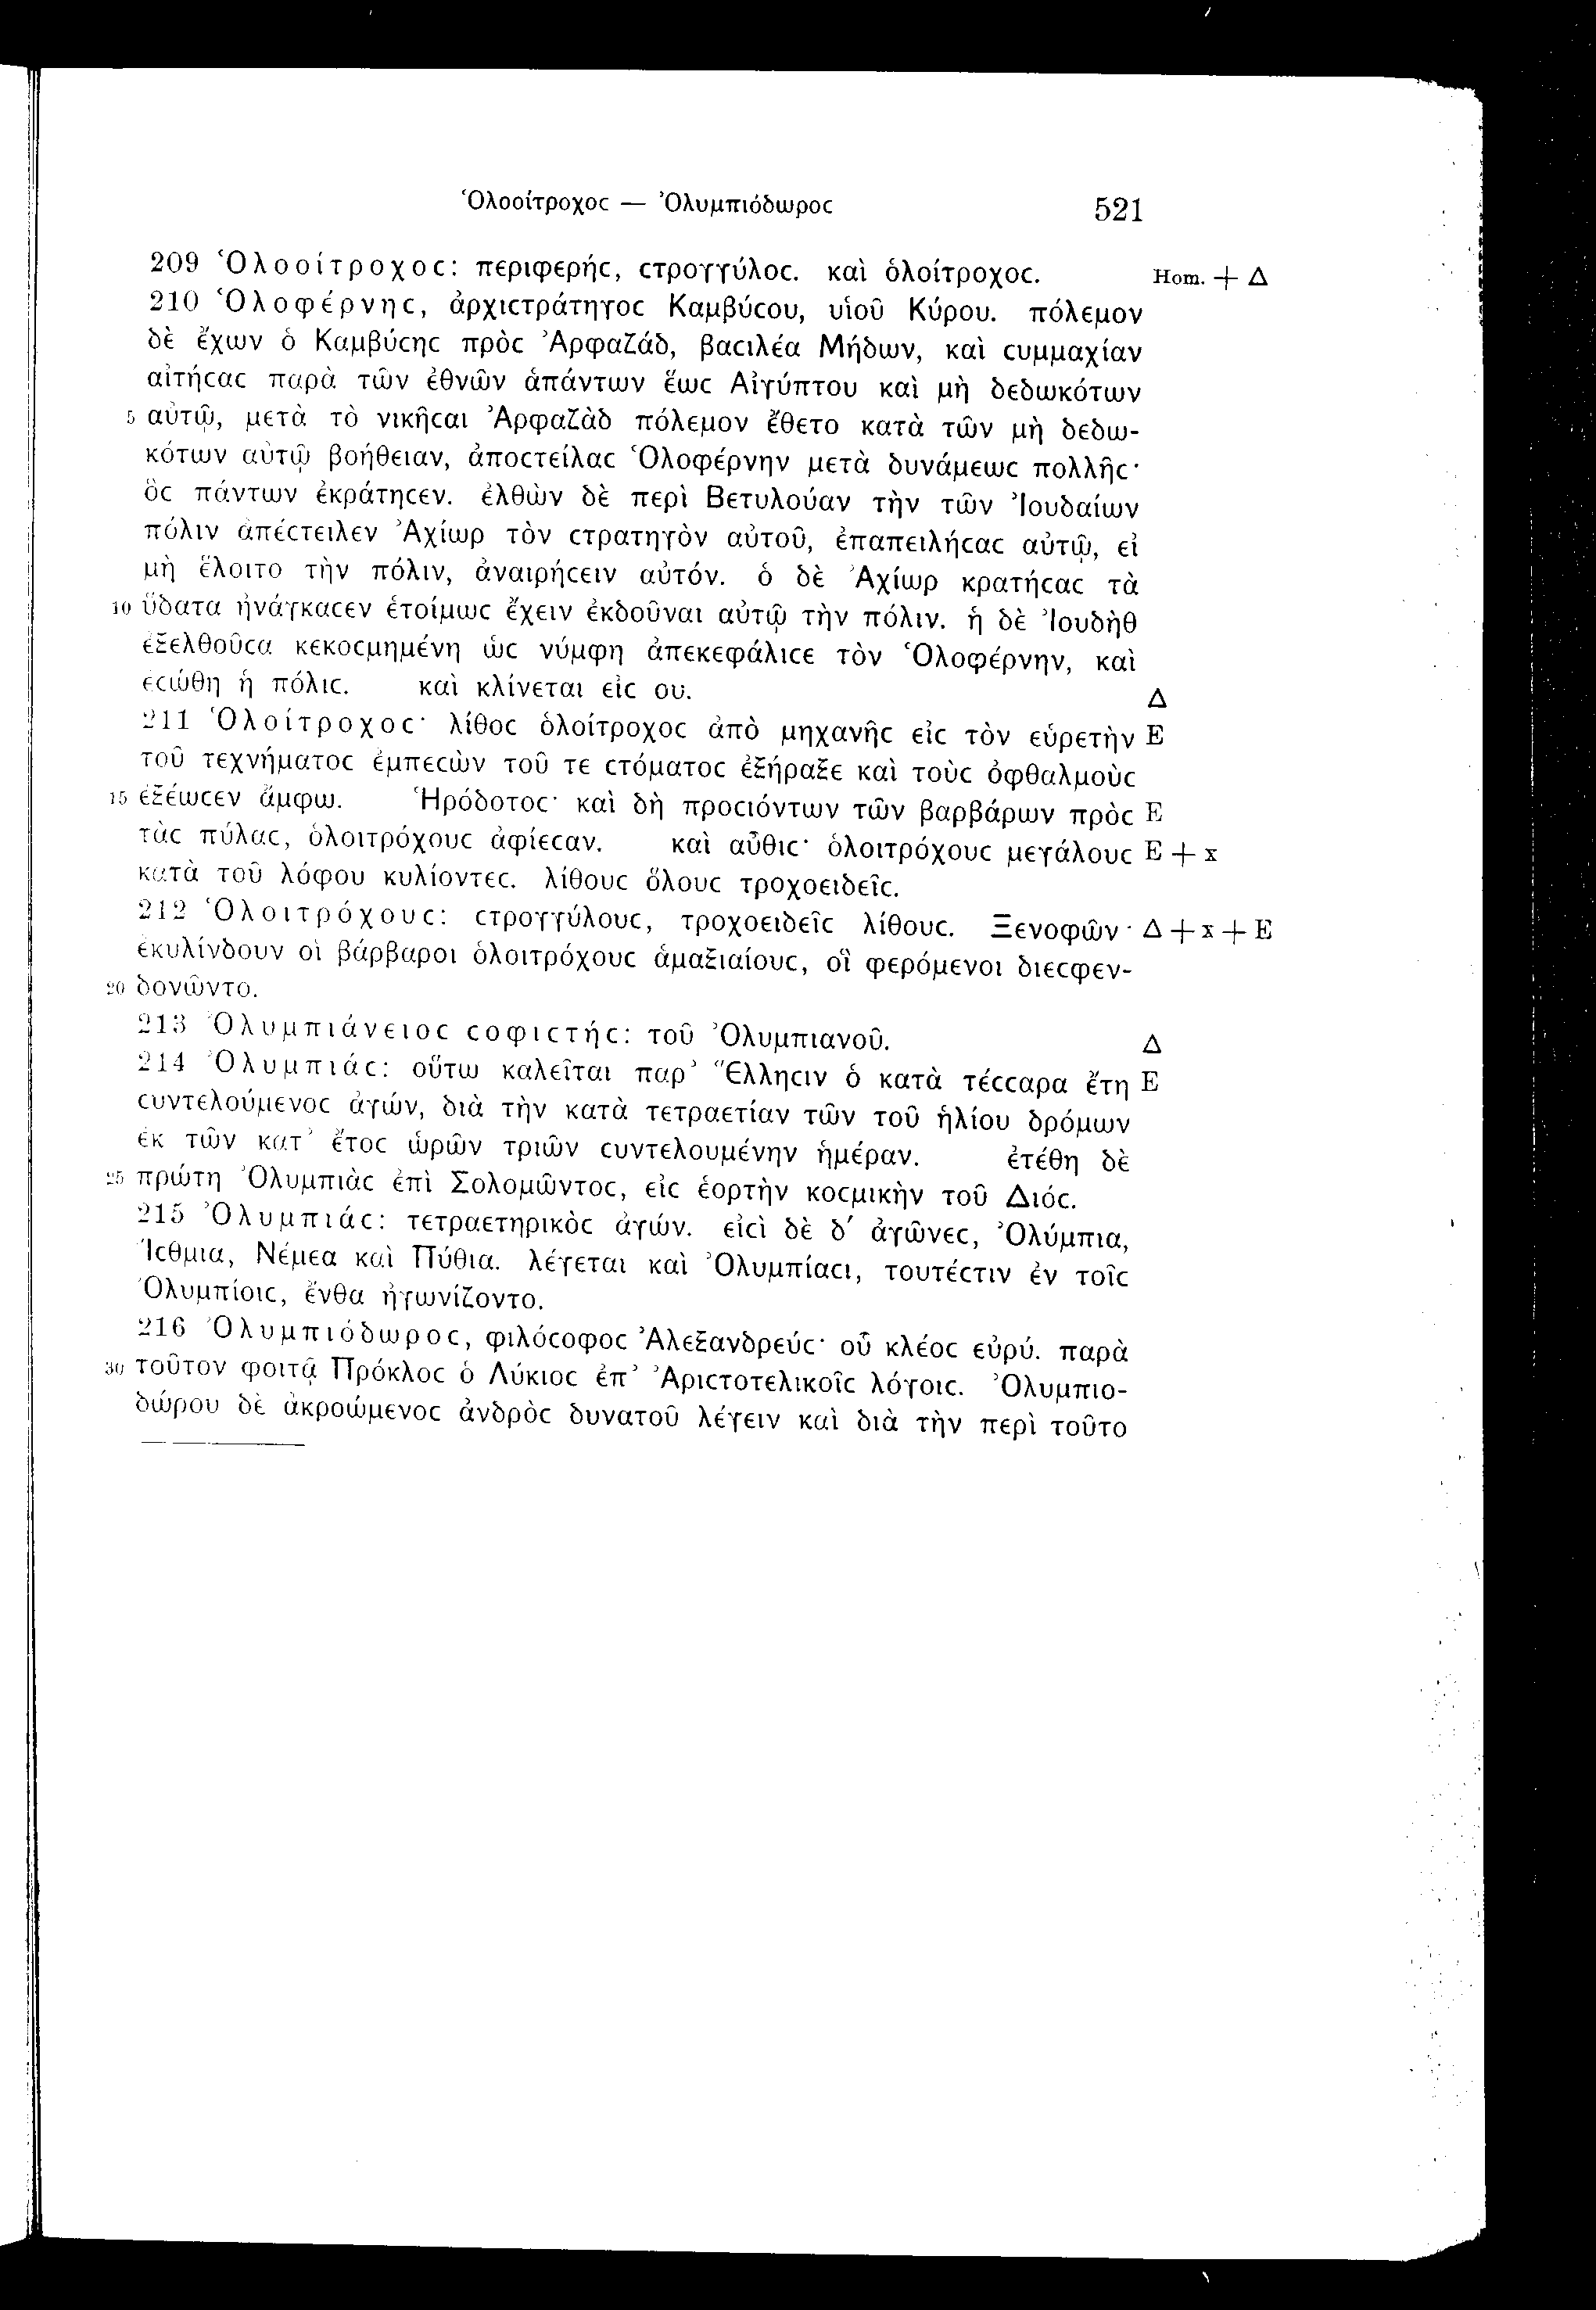 Ὁλοοίτροχοϲ — Ὀλυμπιόδωροϲ 521
209 Ὁλοοίτροχοϲ: περιφερήϲ, ϲτρογγύλοϲ. καὶ ὁλοίτροχοϲ. Hom. + Δ
210 Ὁλοφέρνηϲ, ἀρχιϲτράτηγοϲ Καμβύϲου, υἱοῦ Κύρου. πόλεμον
δὲ ἔχων ὁ Καμβύϲηϲ πρὸϲ Ἀρφαζάδ, βαϲιλέα Μήδων, καὶ ϲυμμαχίαν
αἰτήϲαϲ παρὰ τῶν ἐθνῶν ἁπάντων ἕωϲ Αἰγύπτου καὶ μὴ δεδωκότων
5 αὐτῷ, μετὰ τὸ νικῆϲαι Ἀρφαζὰδ πόλεμον ἔθετο κατὰ τῶν μὴ δεδω-
κότων αὐτῷ βοήθειαν, ἀποϲτείλαϲ Ὁλοφέρνην μετὰ δυνάμεωϲ πολλῆϲ·
ὃϲ πάντων ἐκράτηϲεν. ἐλθὼν δὲ περὶ Βετυλούαν τὴν τῶν Ἰουδαίων
πόλιν ἀπέϲτειλεν Ἀχίωρ τὸν ϲτρατηγὸν αὐτοῦ, ἐπαπειλήϲαϲ αὐτῷ, εἰ
μὴ ἕλοιτο τὴν πόλιν, ἀναιρήϲειν αὐτόν. ὁ δὲ Ἀχίωρ κρατήϲαϲ τὰ
10 ὕδατα ἠνάγκαϲεν ἑτοίμωϲ ἔχειν ἐκδοῦναι αὐτῷ τὴν πόλιν. ἡ δὲ Ἰουδὴθ
ἐξελθοῦϲα κεκοϲμημένη ὡϲ νύμφη ἀπεκεφάλιϲε τὸν Ὁλοφέρνην, καὶ
ἐϲώθη ἡ πόλιϲ. καὶ κλίνεται εἰϲ ου. Δ
211 Ὁλοίτροχοϲ· λίθοϲ ὁλοίτροχοϲ ἀπὸ μηχανῆϲ εἰϲ τὸν εὑρετὴν E
τοῦ τεχνήματοϲ ἐμπεϲὼν τοῦ τε ϲτόματοϲ ἐξήραξε καὶ τοὺϲ ὀφθαλμοὺϲ
15 ἐξέωϲεν ἄμφω. Ἡρόδοτοϲ· καὶ δὴ προϲιόντων τῶν βαρβάρων πρὸϲ E
τὰϲ πύλαϲ, ὁλοιτρόχουϲ ἀφίεϲαν. καὶ αὖθιϲ· ὁλοιτρόχουϲ μεγάλουϲ E + x
κατὰ τοῦ λόφου κυλίοντεϲ. λίθουϲ ὅλουϲ τροχοειδεῖϲ.
212 Ὁλοιτρόχουϲ: ϲτρογγύλουϲ, τροχοειδεῖϲ λίθουϲ. Ξενοφῶν· Δ + x + E
ἐκυλίνδουν οἱ βάρβαροι ὁλοιτρόχουϲ ἁμαξιαίουϲ, οἳ φερόμενοι διεϲφεν-
20 δονῶντο.
213 Ὀλυμπιάνειοϲ ϲοφιϲτήϲ: τοῦ Ὀλυμπιανοῦ. Δ
214 Ὀλυμπιάϲ: οὕτω καλεῖται παρ’ Ἕλληϲιν ὁ κατὰ τέϲϲαρα ἔτη E
ϲυντελούμενοϲ ἀγών, διὰ τὴν κατὰ τετραετίαν τῶν τοῦ ἡλίου δρόμων
ἐκ τῶν κατ’ ἔτοϲ ὡρῶν τριῶν ϲυντελουμένην ἡμέραν. ἐτέθη δὲ
25 πρώτη Ὀλυμπιὰϲ ἐπὶ Σολομῶντοϲ, εἰϲ ἑορτὴν κοϲμικὴν τοῦ Διόϲ.
215 Ὀλυμπιάϲ: τετραετηρικὸϲ ἀγών. εἰϲὶ δὲ δ′ ἀγῶνεϲ, Ὀλύμπια,
Ἴϲθμια, Νέμεα καὶ Πύθια. λέγεται καὶ Ὀλυμπίαϲι, τουτέϲτιν ἐν τοῖϲ
Ὀλυμπίοιϲ, ἔνθα ἠγωνίζοντο.
216 Ὀλυμπιόδωροϲ, φιλόϲοφοϲ Ἀλεξανδρεύϲ· οὗ κλέοϲ εὐρύ. παρὰ
30 τοῦτον φοιτᾷ Πρόκλοϲ ὁ Λύκιοϲ ἐπ’ Ἀριϲτοτελικοῖϲ λόγοιϲ. Ὀλυμπιο-
δώρου δὲ ἀκροώμενοϲ ἀνδρὸϲ δυνατοῦ λέγειν καὶ διὰ τὴν περὶ τοῦτο